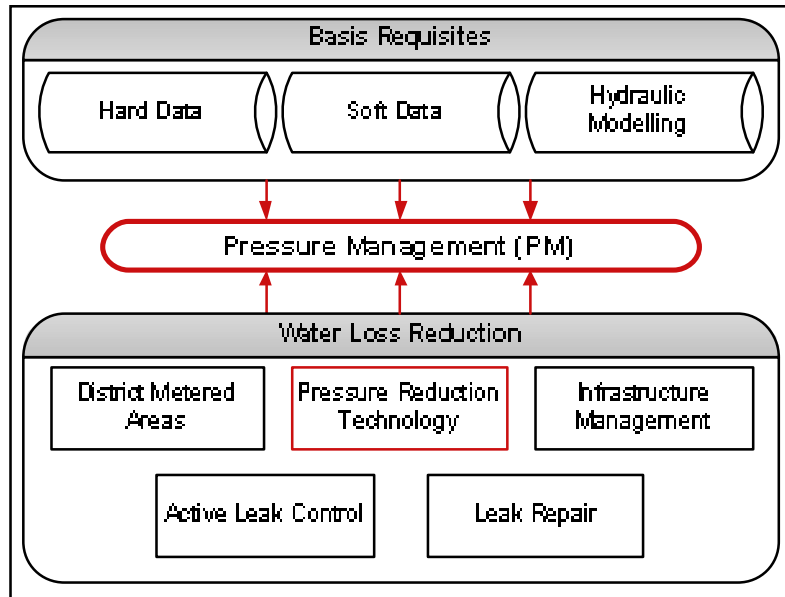 Basis Requisites
Hard Data
Soft Data
Hydraulic
Modelling
Pressure Management (PM)
Water Loss Reduction
District Metered
Areas
Pressure Reduction
Technology
Infrastructure
Management
Active Leak Control
Leak Repair